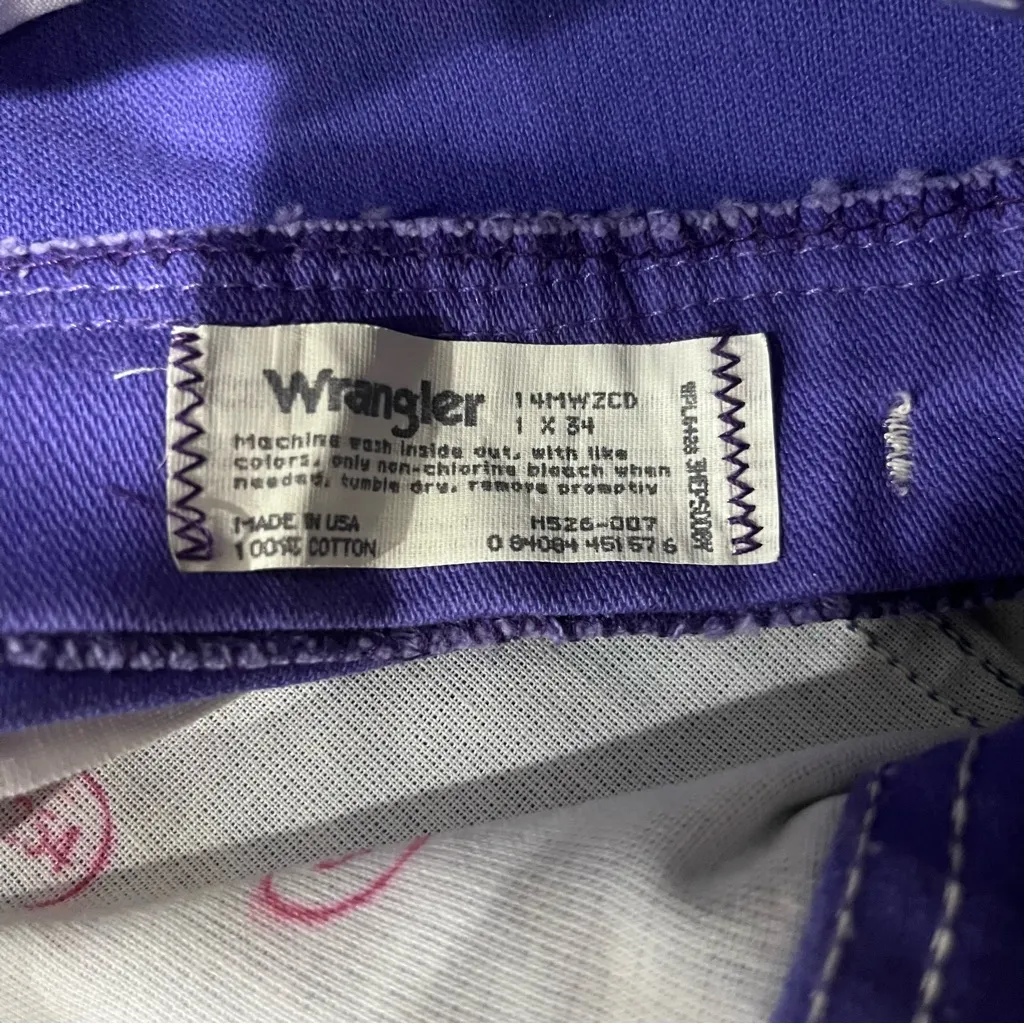 Wrangler
14MWZCD
1 X 34
Machine wash inside out, with like
colors, only non-chlorine bleach when
needed, tumble dry, remove promptly
MADE IN USA
100% COTTON
H526-007
0 84084 45157 6